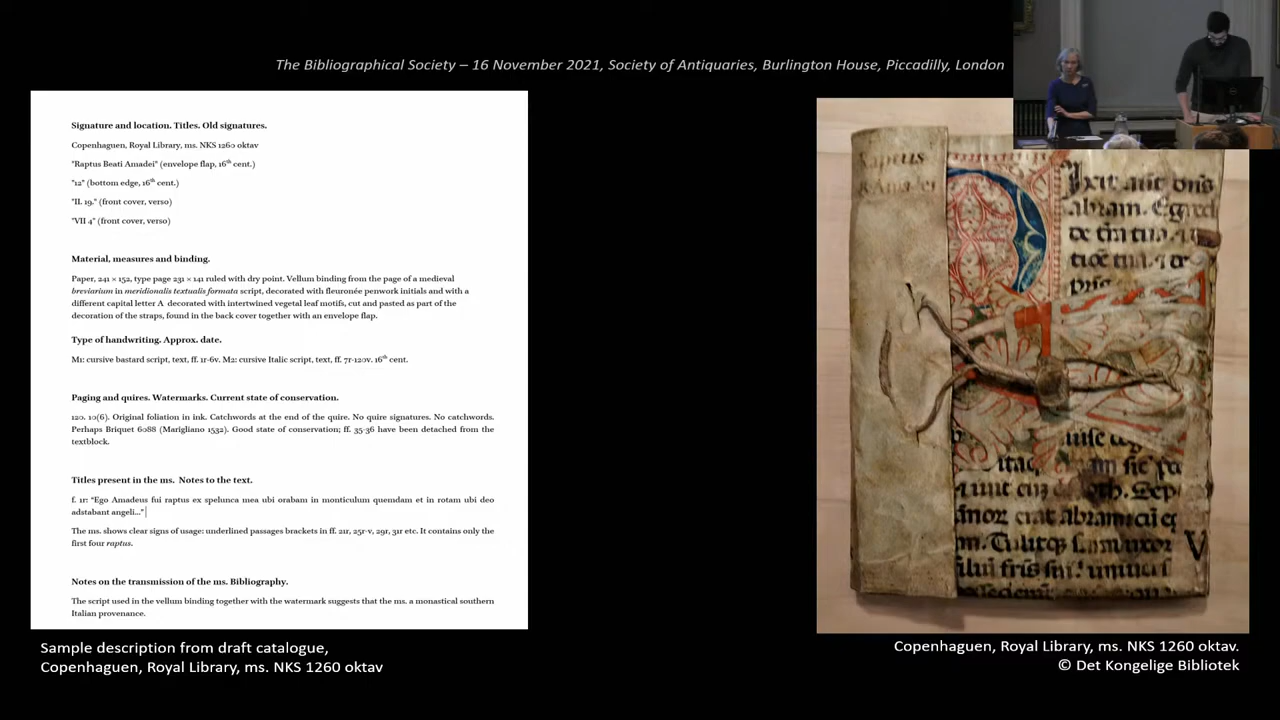 The Bibliographical Society – 16 November 2021, Society of Antiquaries, Burlington House, Piccadilly, London
Signature and location. Titles. Old signatures.
Copenhaguen, Royal Library, ms. NKS 1260 oktav
"Raptus Beati Amadei" (envelope flap, 16th cent.)
"12" (bottom edge, 16th cent.)
"II. 19." (front cover, verso)
"VII 4" (front cover, verso)
Material, measures and binding.
Paper, 241 × 152, type page 231 × 141 ruled with dry point. Vellum binding from the page of a medieval
breviarium in meridionalis textualis formata script, decorated with fleuronée penwork initials and with a
different capital letter A decorated with intertwined vegetal leaf motifs, cut and pasted as part of the
decoration of the straps, found in the back cover together with an envelope flap.
Type of handwriting. Approx. date.
M1: cursive bastard script, text, ff. 1r-6v. M2: cursive Italic script, text, ff. 7r-120v. 16th cent.
Paging and quires. Watermarks. Current state of conservation.
120. 10(6). Original foliation in ink. Catchwords at the end of the quire. No quire signatures. No catchwords.
Perhaps Briquet 6088 (Marigliano 1532). Good state of conservation; ff. 35-36 have been detached from the
textblock.
Titles present in the ms. Notes to the text.
f. 1r: "Ego Amadeus fui raptus ex spelunca mea ubi orabam in monticulum quemdam et in rotam ubi deo
adstabant angeli..."
The ms. shows clear signs of usage: underlined passages brackets in ff. 21r, 25r-v, 29r, 31r etc. It contains only the
first four raptus.
Notes on the transmission of the ms. Bibliography.
The script used in the vellum binding together with the watermark suggests that the ms. a monastical southern
Italian provenance.
Sample description from draft catalogue,
Copenhaguen, Royal Library, ms. NKS 1260 oktav
Ixit aut dns
abram. Egred
Copenhaguen, Royal Library, ms. NKS 1260 oktav.
© Det Kongelige Bibliotek